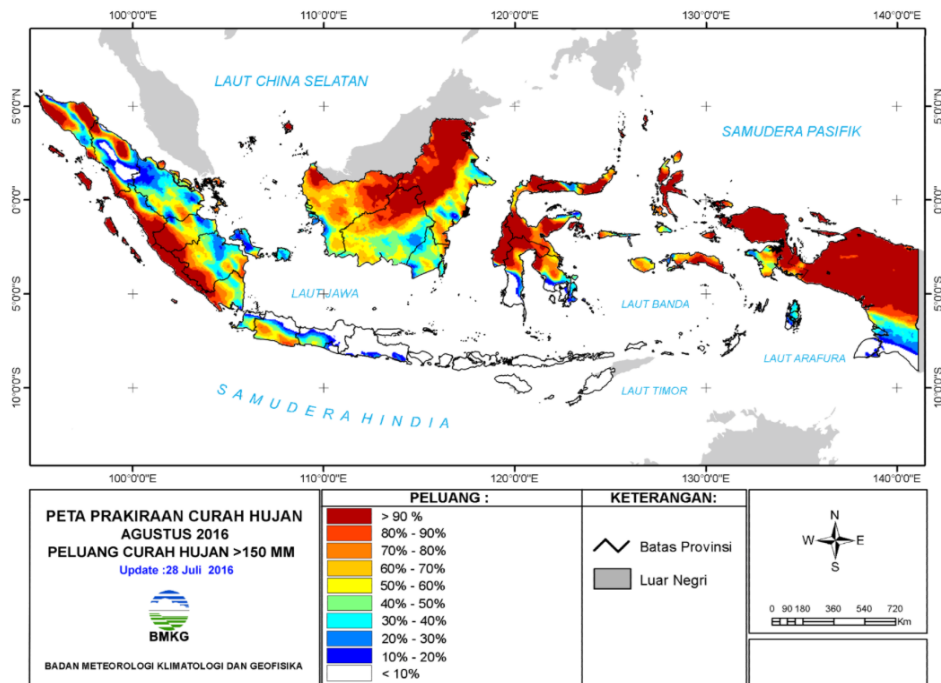 100°0'0"E 110°0'0"E 120°0'0"E 130°0'0"E 140°0'0"E
LAUT CHINA SELATAN
5°0'0"N 5°0'0"N
SAMUDERA PASIFIK
0°0'0" 0°0'0"
LAUT JAWA
LAUT BANDA
5°0'0"S 5°0'0"S
LAUT ARAFURA
LAUT TIMOR
10°0'0"S 10°0'0"S
SAMUDERA HINDIA
100°0'0"E 110°0'0"E 120°0'0"E 130°0'0"E 140°0'0"E
PETA PRAKIRAAN CURAH HUJAN
AGUSTUS 2016
PELUANG CURAH HUJAN >150 MM
Update :28 Juli 2016
BMKG
BADAN METEOROLOGI KLIMATOLOGI DAN GEOFISIKA
PELUANG :
> 90 %
80% - 90%
70% - 80%
60% - 70%
50% - 60%
40% - 50%
30% - 40%
20% - 30%
10% - 20%
< 10%
KETERANGAN:
Batas Provinsi
Luar Negri
N
W E
S
0 90 180 360 540 720
Km